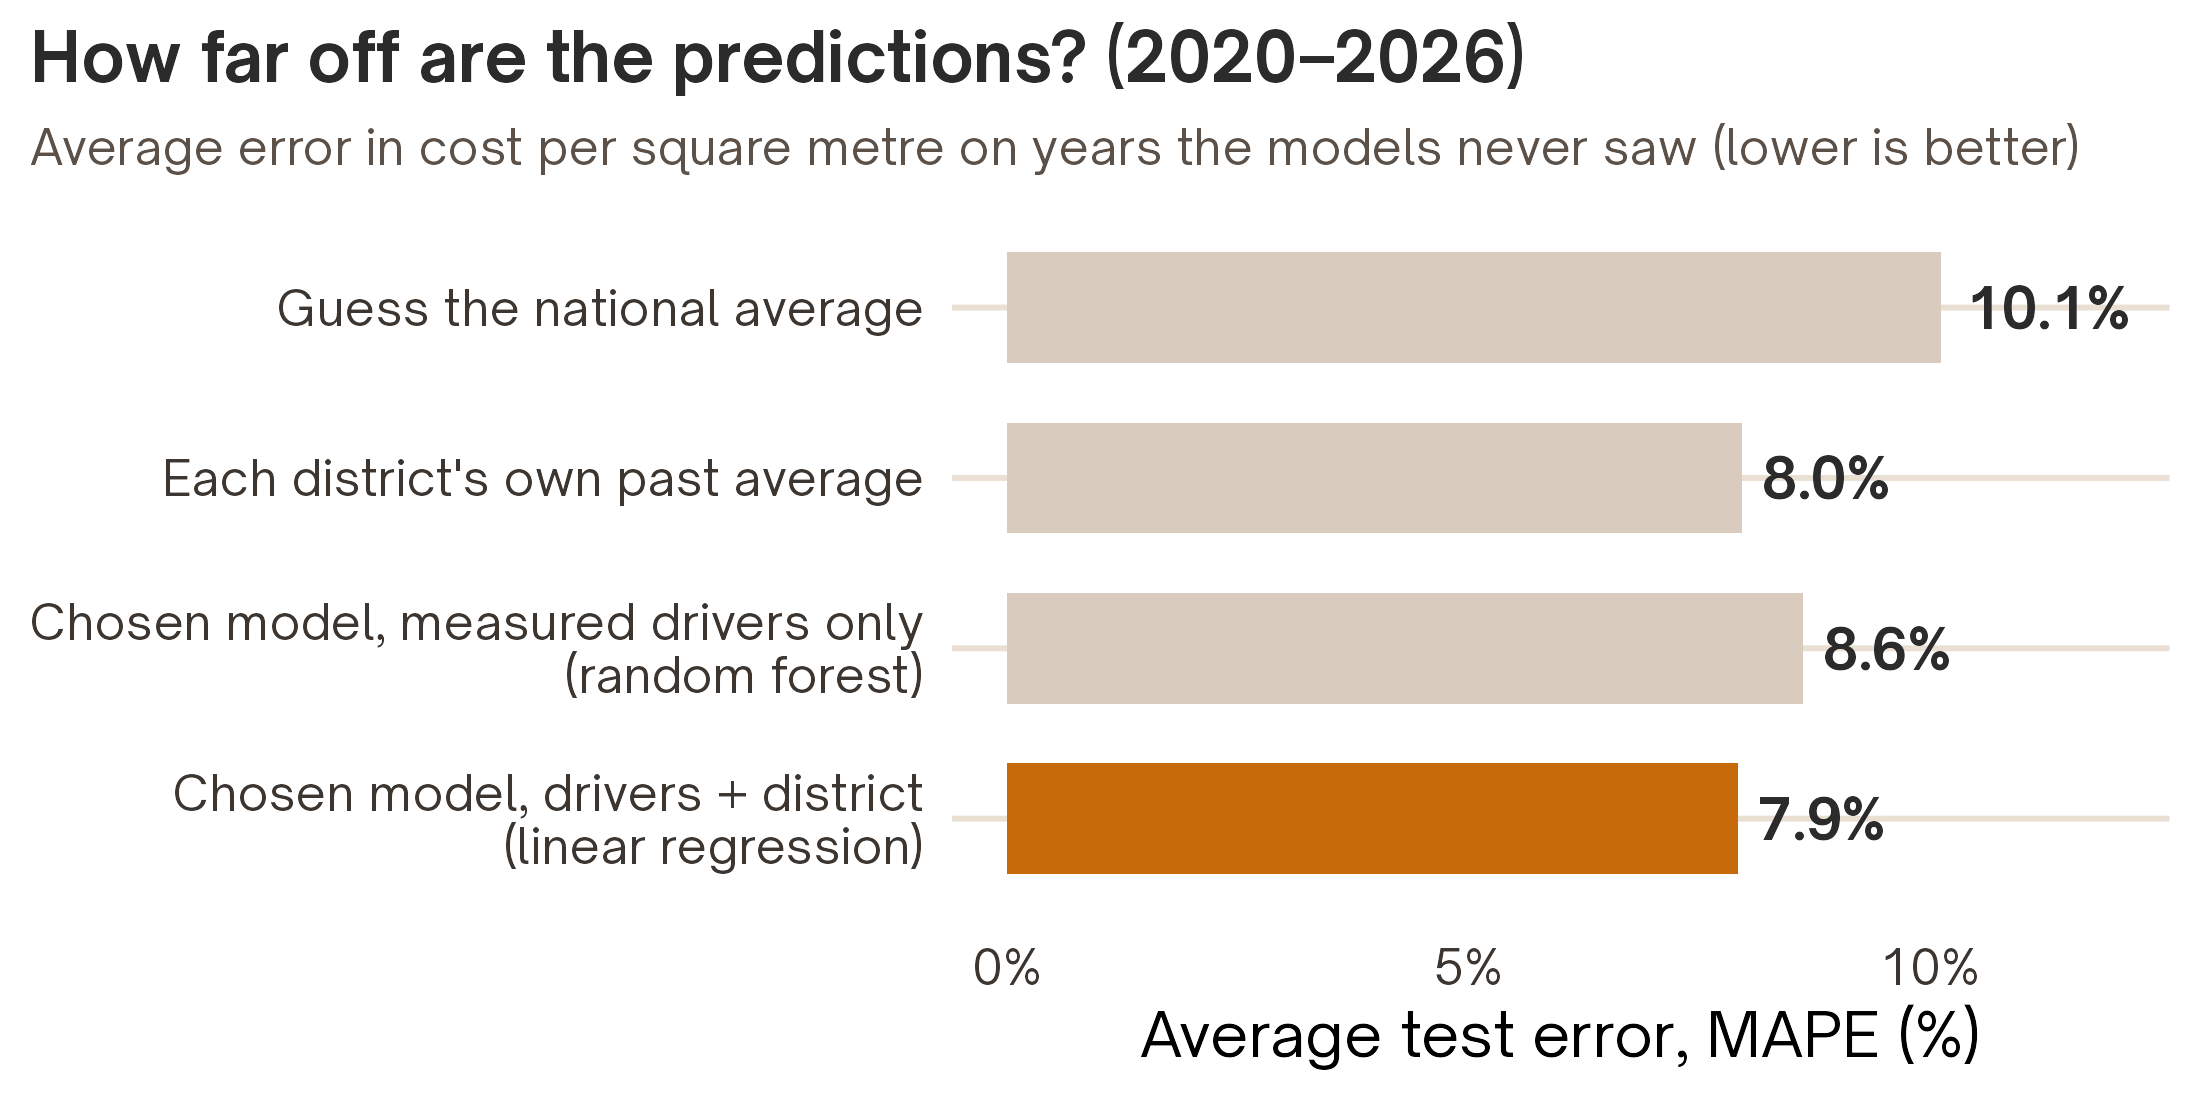 How far off are the predictions? (2020–2026)
Average error in cost per square metre on years the models never saw (lower is better)
Guess the national average
10.1%
Each district's own past average
8.0%
Chosen model, measured drivers only
(random forest)
8.6%
Chosen model, drivers + district
(linear regression)
7.9%
0% 5% 10%
Average test error, MAPE (%)